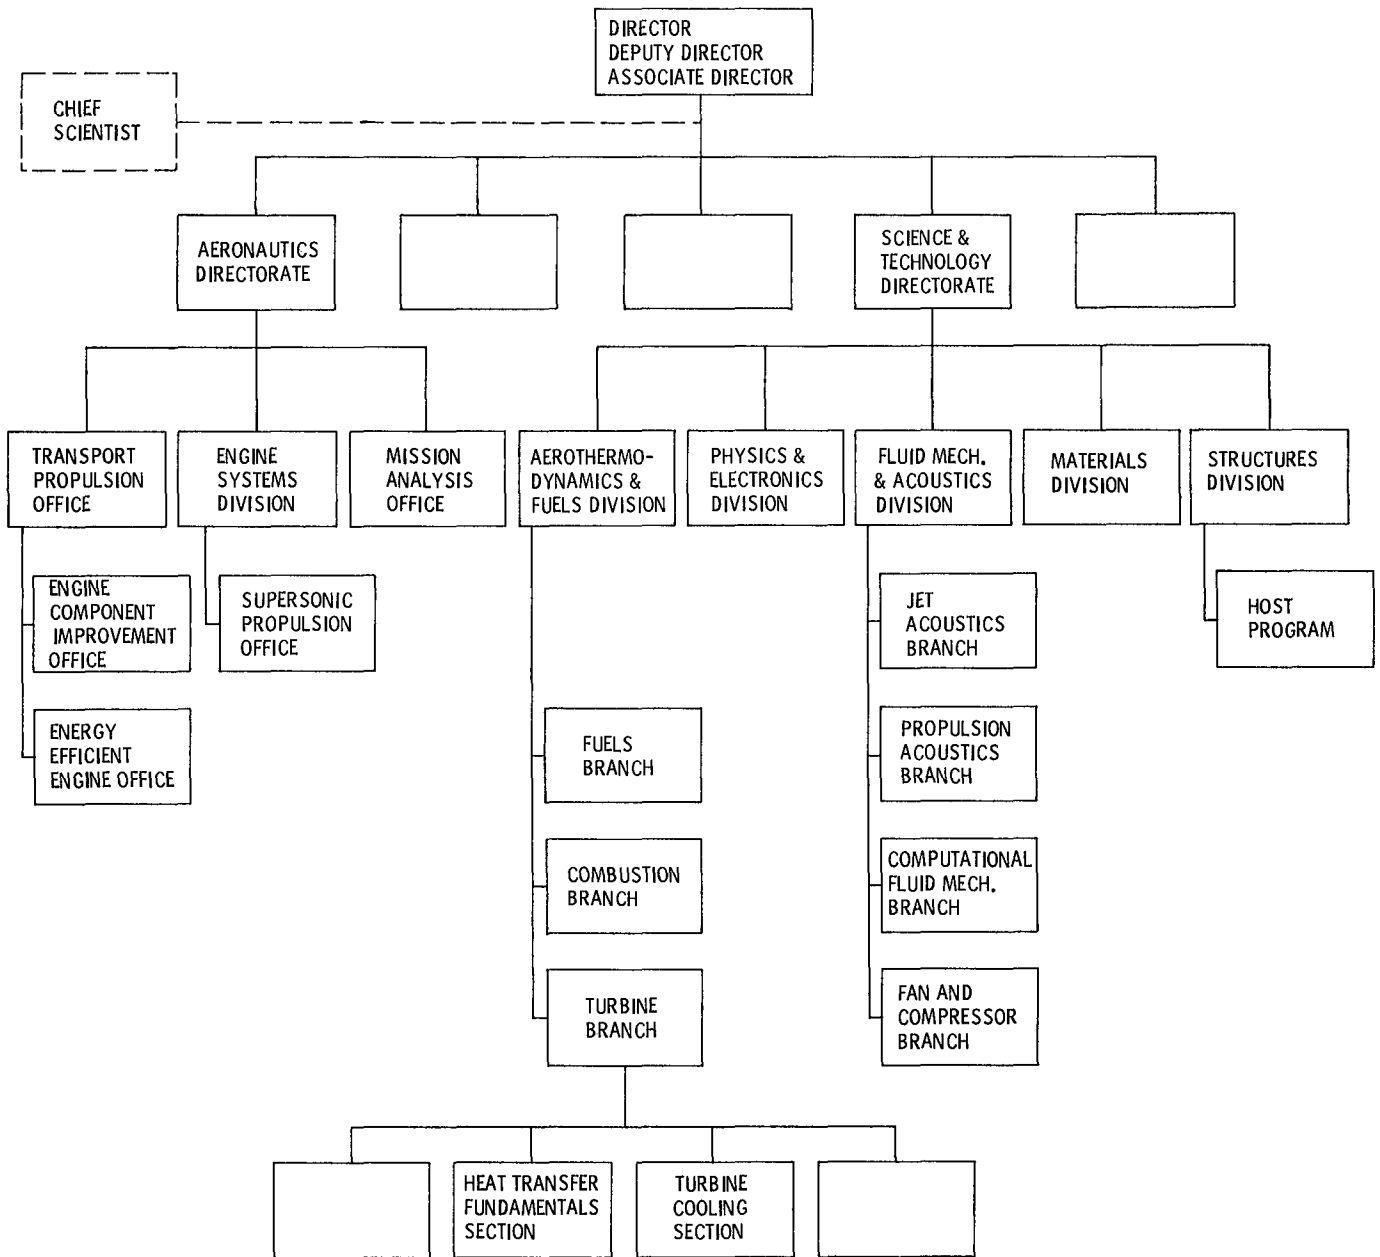 DIRECTOR
DEPUTY DIRECTOR
ASSOCIATE DIRECTOR
CHIEF
SCIENTIST
AERONAUTICS
DIRECTORATE
SCIENCE &
TECHNOLOGY
DIRECTORATE
TRANSPORT
PROPULSION
OFFICE
ENGINE
SYSTEMS
DIVISION
MISSION
ANALYSIS
OFFICE
AEROTHERMO-
DYNAMICS &
FUELS DIVISION
PHYSICS &
ELECTRONICS
DIVISION
FLUID MECH.
& ACOUSTICS
DIVISION
MATERIALS
DIVISION
STRUCTURES
DIVISION
ENGINE
COMPONENT
IMPROVEMENT
OFFICE
SUPERSONIC
PROPULSION
OFFICE
JET
ACOUSTICS
BRANCH
HOST
PROGRAM
ENERGY
EFFICIENT
ENGINE OFFICE
FUELS
BRANCH
PROPULSION
ACOUSTICS
BRANCH
COMBUSTION
BRANCH
COMPUTATIONAL
FLUID MECH.
BRANCH
TURBINE
BRANCH
FAN AND
COMPRESSOR
BRANCH
HEAT TRANSFER
FUNDAMENTALS
SECTION
TURBINE
COOLING
SECTION